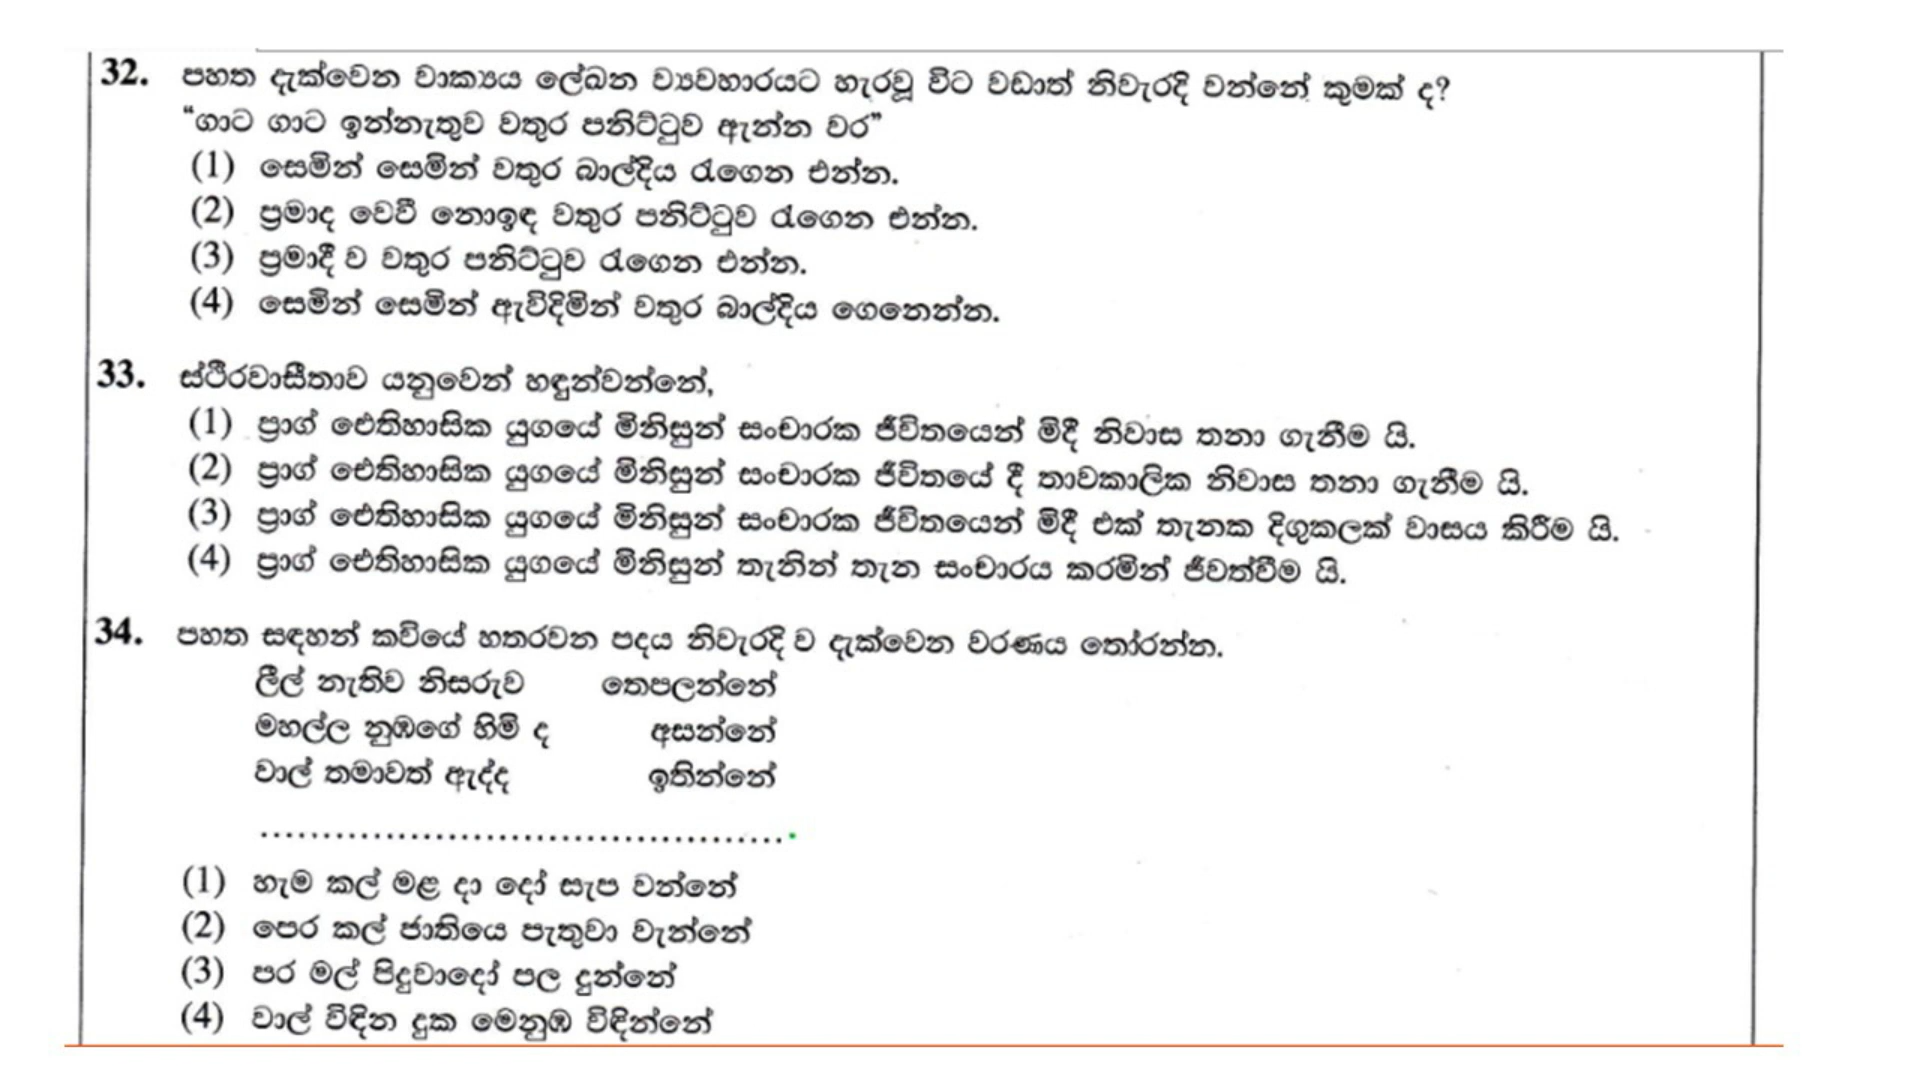 32. පහත දැක්වෙන වාක්‍යය ලේඛන ව්‍යවහාරයට හැරවූ විට වඩාත් නිවැරදි වන්නේ කුමක් ද?
“ගාට ගාට ඉන්නැතුව වතුර පනිට්ටුව ඇන්න වර”
(1) සෙමින් සෙමින් වතුර බාල්දිය රැගෙන එන්න.
(2) ප්‍රමාද වෙවී නොඉඳ වතුර පනිට්ටුව රැගෙන එන්න.
(3) ප්‍රමාදී ව වතුර පනිට්ටුව රැගෙන එන්න.
(4) සෙමින් සෙමින් ඇවිදිමින් වතුර බාල්දිය ගෙනෙන්න.
33. ස්ථිරවාසීතාව යනුවෙන් හඳුන්වන්නේ,
(1) ප්‍රාග් ඓතිහාසික යුගයේ මිනිසුන් සංචාරක ජීවිතයෙන් මිදී නිවාස තනා ගැනීම යි.
(2) ප්‍රාග් ඓතිහාසික යුගයේ මිනිසුන් සංචාරක ජීවිතයේ දී තාවකාලික නිවාස තනා ගැනීම යි.
(3) ප්‍රාග් ඓතිහාසික යුගයේ මිනිසුන් සංචාරක ජීවිතයෙන් මිදී එක් තැනක දිගුකලක් වාසය කිරීම යි.
(4) ප්‍රාග් ඓතිහාසික යුගයේ මිනිසුන් තැනින් තැන සංචාරය කරමින් ජීවත්වීම යි.
34. පහත සඳහන් කවියේ හතරවන පදය නිවැරදි ව දැක්වෙන වරණය තෝරන්න.
ලීල් නැතිව නිසරුව තෙපලන්නේ
මහල්ල නුඹගේ හිමි ද අසන්නේ
වාල් තමාවත් ඇද්ද ඉතින්නේ
..........................................
(1) හැම කල් මළ දා දෝ සැප වන්නේ
(2) පෙර කල් ජාතියෙ පැතුවා වැන්නේ
(3) පර මල් පිදුවාදෝ පල දුන්නේ
(4) වාල් විඳින දුක මෙනුඹ විඳින්නේ